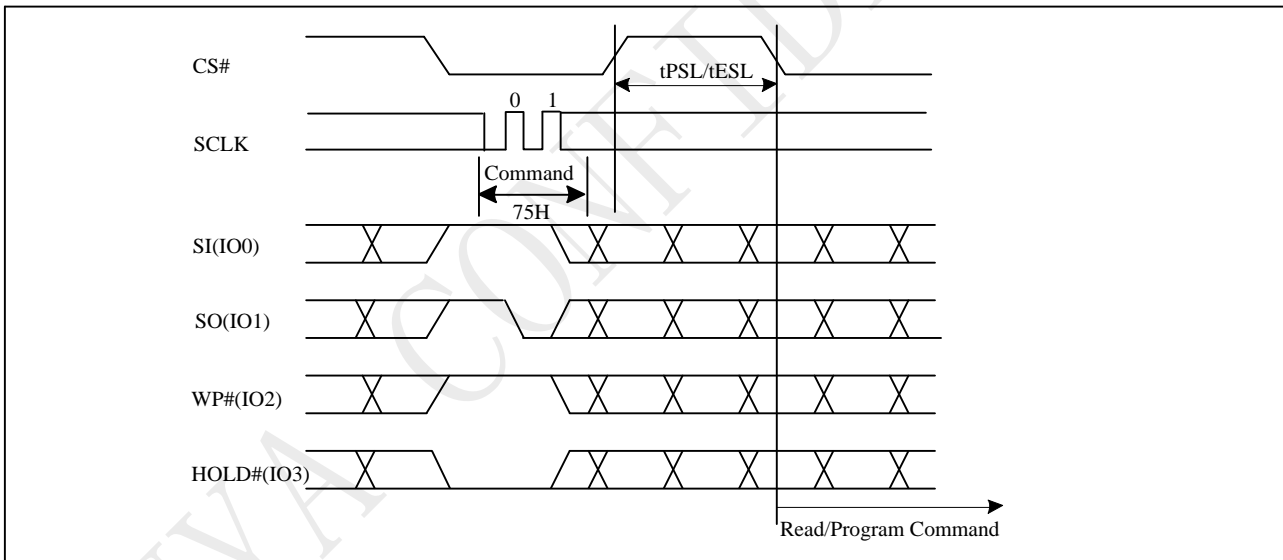 CS#
tPSL/tESL
0 1
SCLK
Command
75H
SI(IO0)
SO(IO1)
WP#(IO2)
HOLD#(IO3)
Read/Program Command